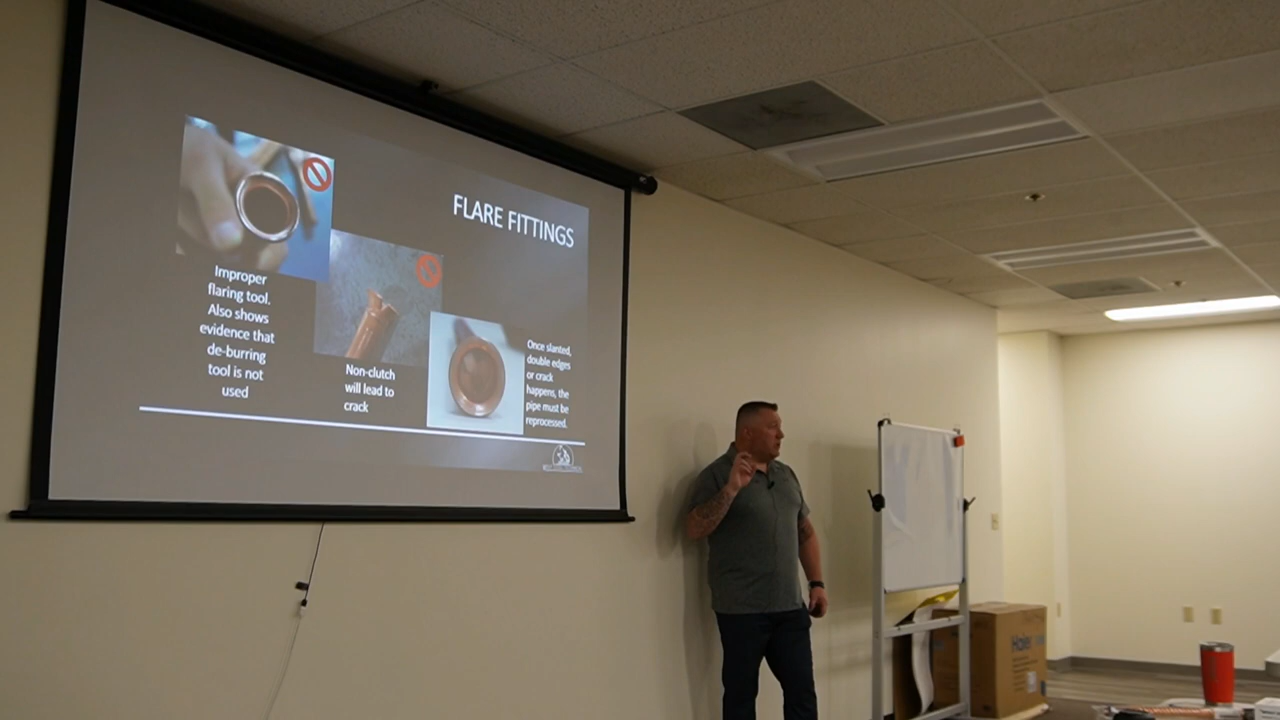 FLARE FITTINGS
Improper
flaring tool.
Also shows
evidence that
de-burring
tool is not
used
Non-clutch
will lead to
crack
Once slanted,
double edges
or crack
happens, the
pipe must be
reprocessed.
Haier